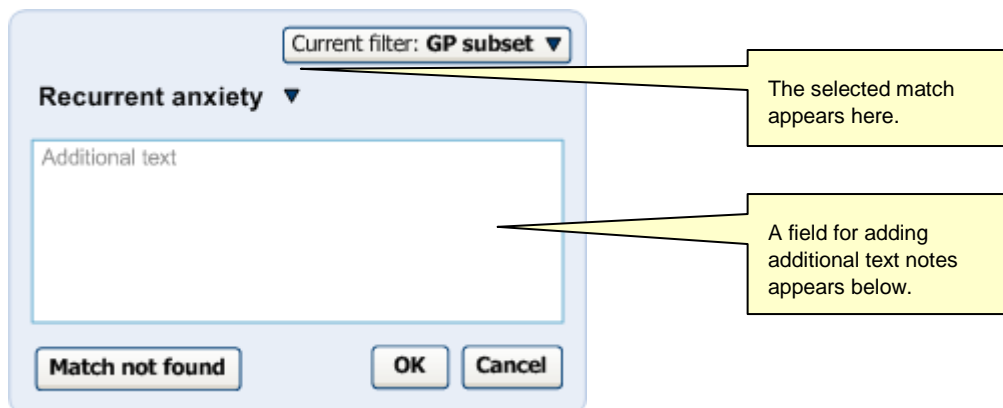 Current filter: GP subset ▼
Recurrent anxiety ▼
Additional text
Match not found
OK
Cancel
The selected match
appears here.
A field for adding
additional text notes
appears below.